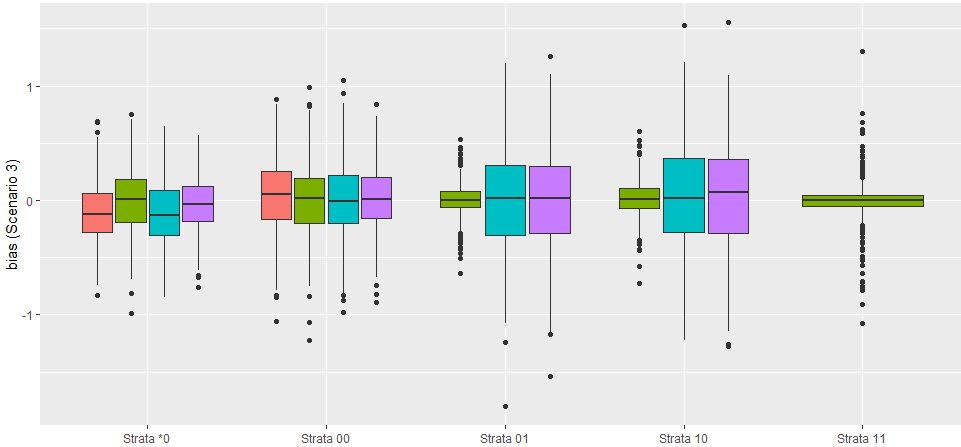 bias (Scenario 3)
1
0
-1
Strata *0
Strata 00
Strata 01
Strata 10
Strata 11